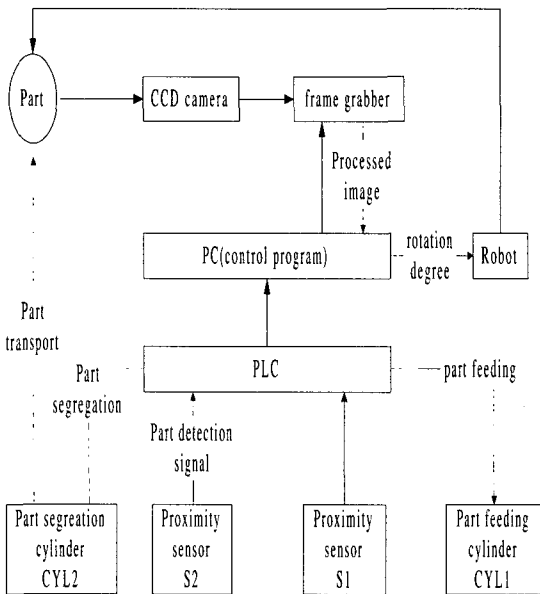 Part
CCD camera
frame grabber
Processed
image
PC(control program)
rotation
degree
Robot
Part
transport
Part
segregation
PLC
part feeding
Part detection
signal
Part segreation
cylinder
CYL2
Proximity
sensor
S2
Proximity
sensor
S1
Part feeding
cylinder
CYL1